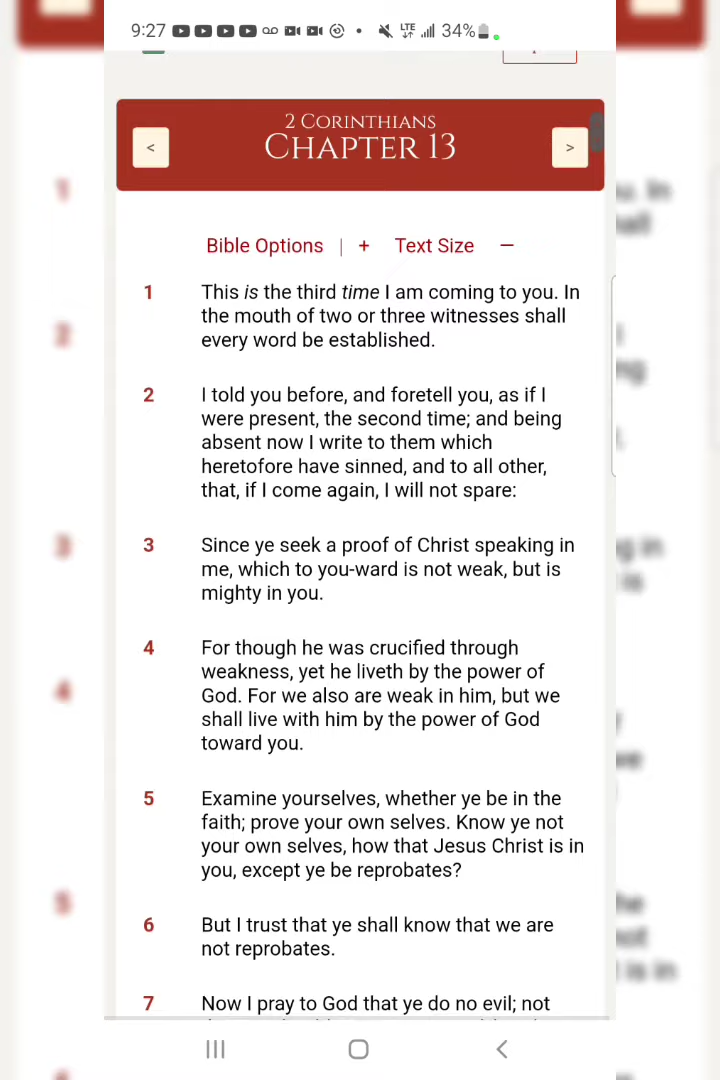 9:27
LTE
34%
2 Corinthians
Chapter 13
<
>
Bible Options | + Text Size −
1 This is the third time I am coming to you. In
the mouth of two or three witnesses shall
every word be established.
2 I told you before, and foretell you, as if I
were present, the second time; and being
absent now I write to them which
heretofore have sinned, and to all other,
that, if I come again, I will not spare:
3 Since ye seek a proof of Christ speaking in
me, which to you-ward is not weak, but is
mighty in you.
4 For though he was crucified through
weakness, yet he liveth by the power of
God. For we also are weak in him, but we
shall live with him by the power of God
toward you.
5 Examine yourselves, whether ye be in the
faith; prove your own selves. Know ye not
your own selves, how that Jesus Christ is in
you, except ye be reprobates?
6 But I trust that ye shall know that we are
not reprobates.
7 Now I pray to God that ye do no evil; not